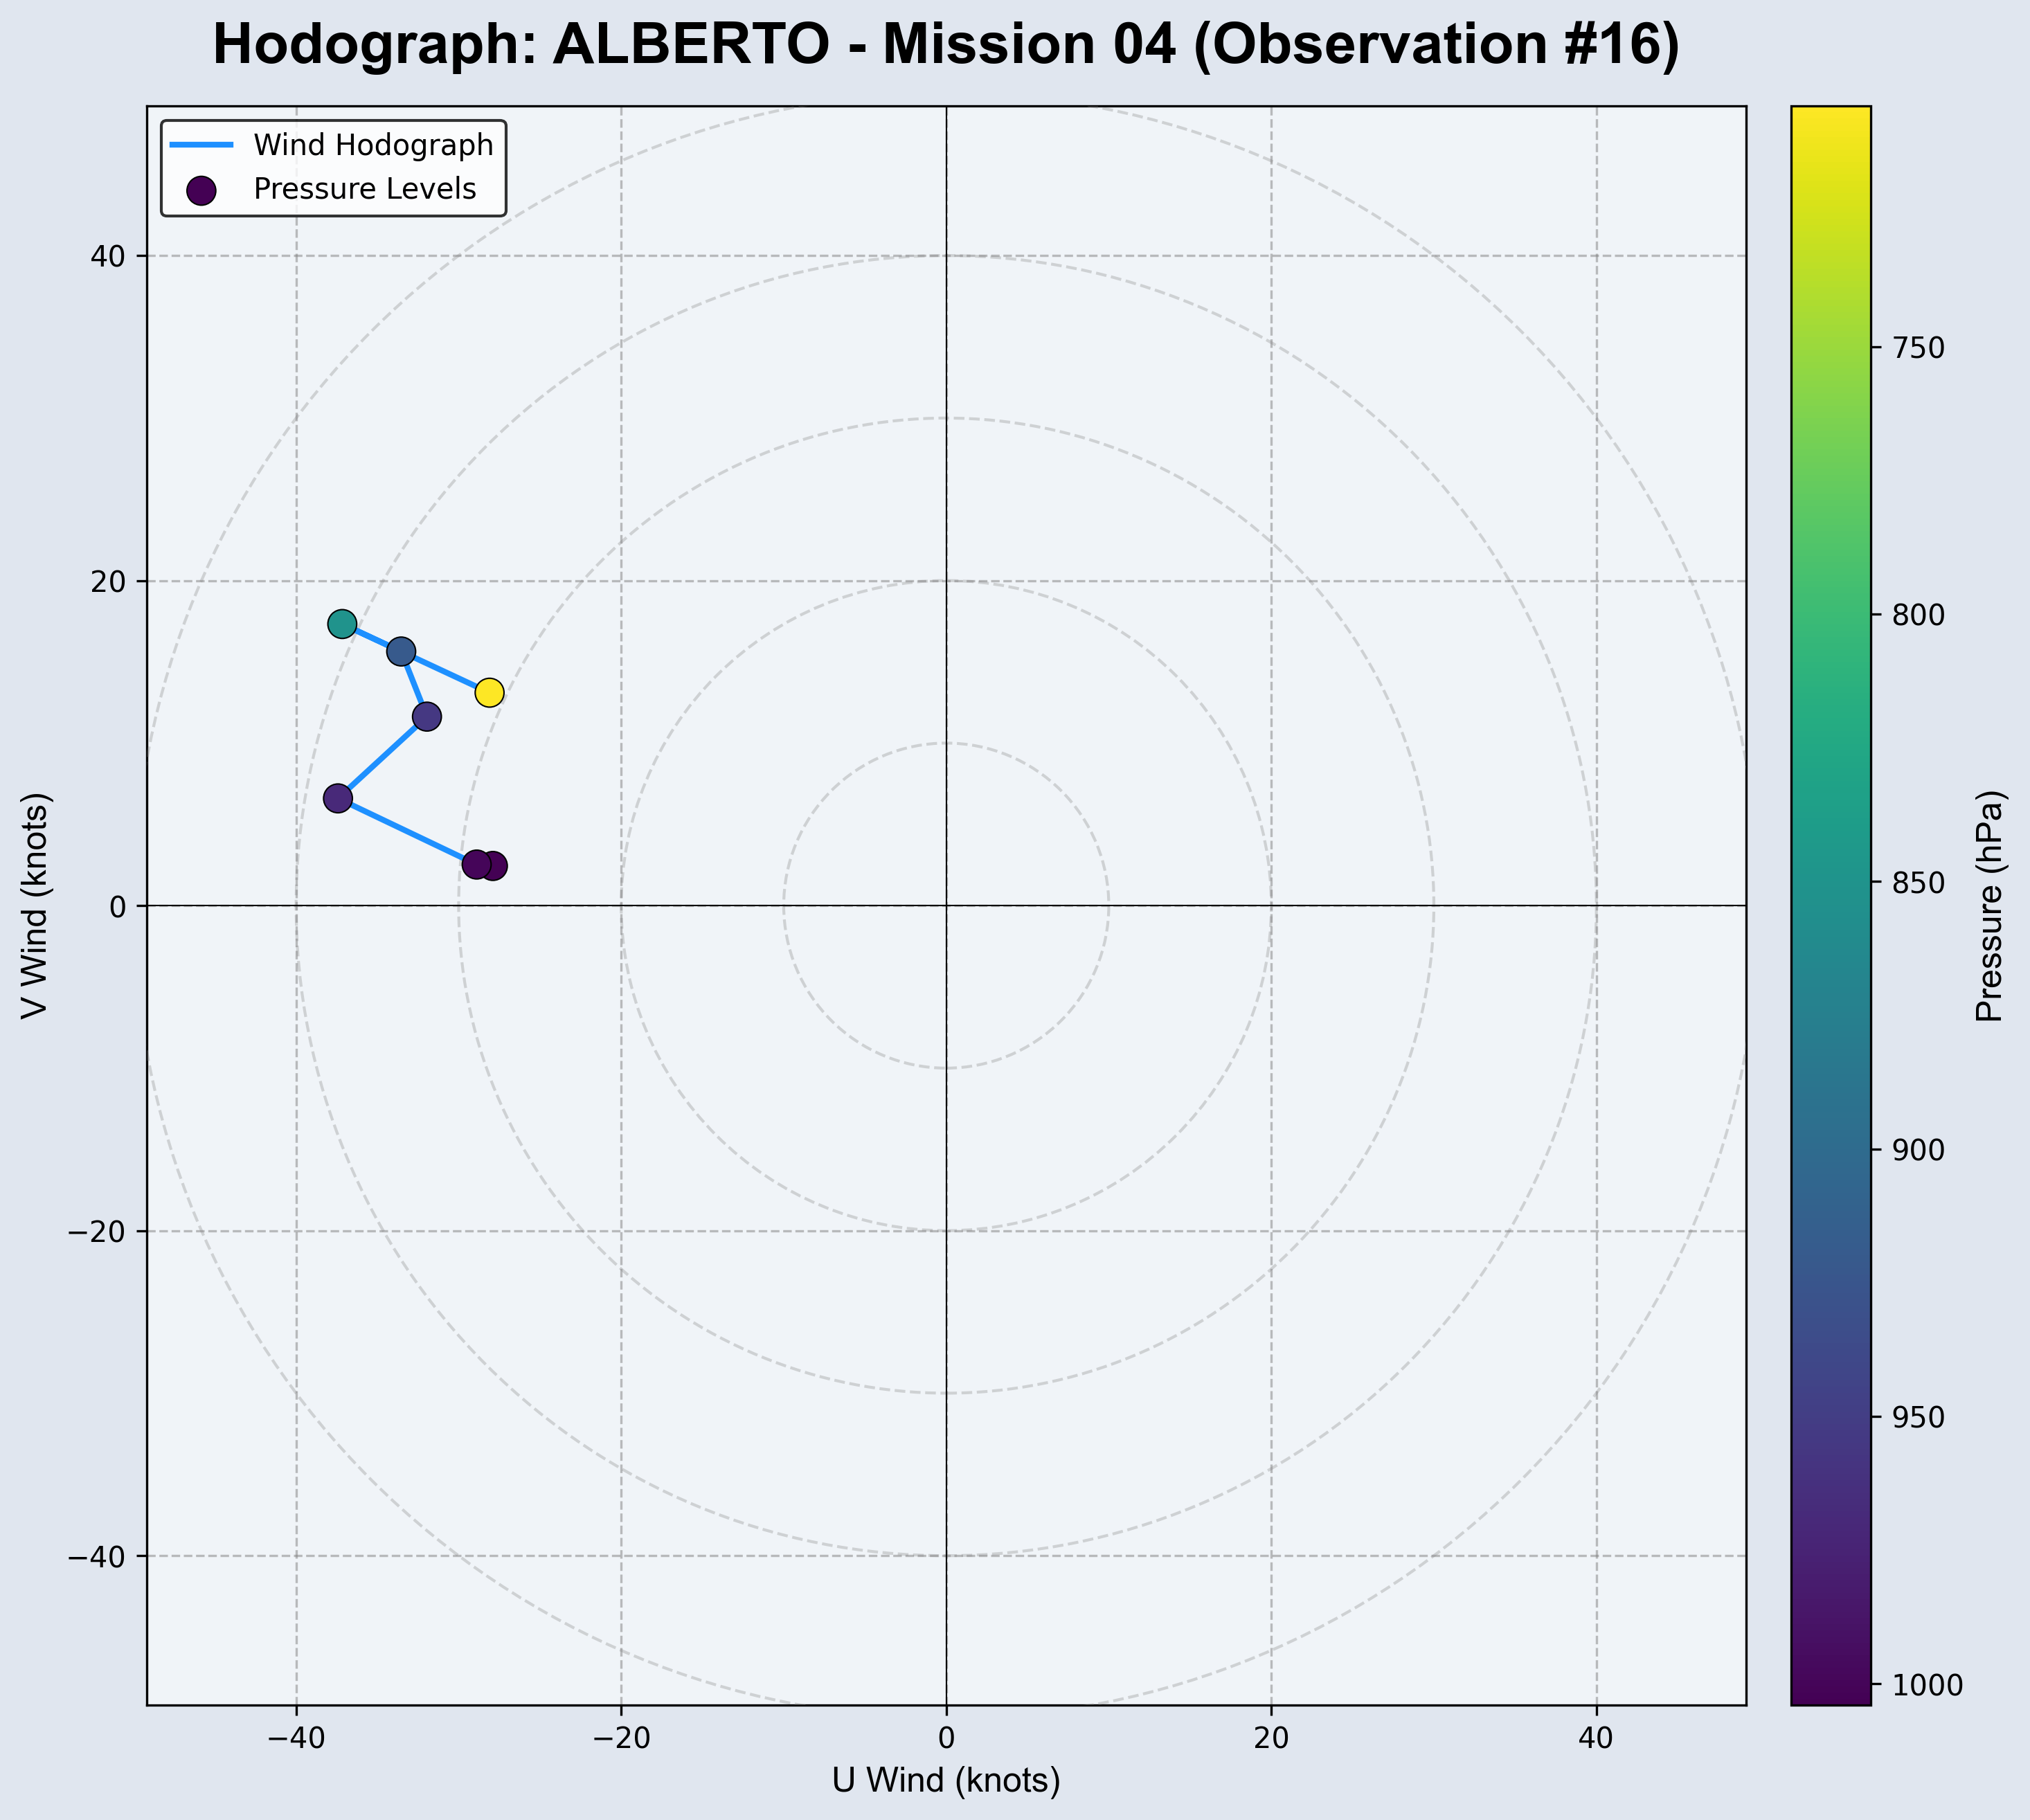 Hodograph: ALBERTO - Mission 04 (Observation #16)
Wind Hodograph
Pressure Levels
40
20
0
−20
−40
V Wind (knots)
−40
−20
0
20
40
U Wind (knots)
750
800
850
900
950
1000
Pressure (hPa)